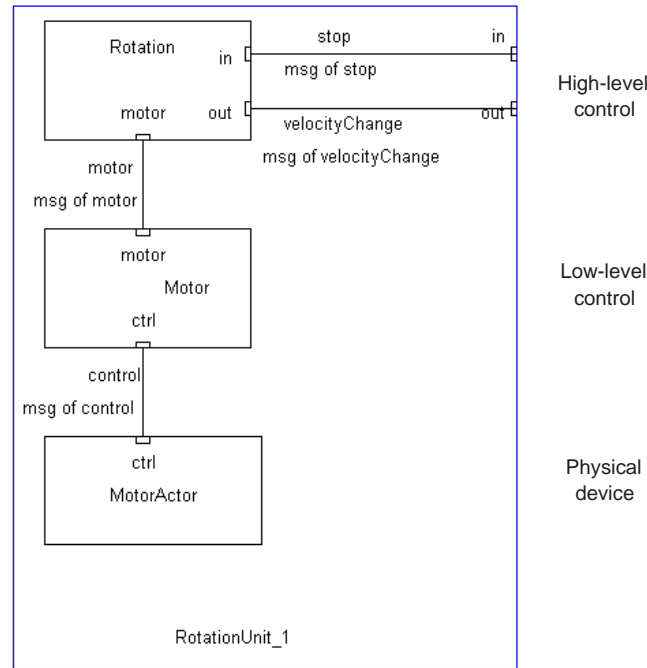 stop
in
Rotation
in
msg of stop
High-level
control
motor
out
velocityChange
out
msg of velocityChange
motor
msg of motor
motor
Motor
ctrl
Low-level
control
control
msg of control
ctrl
MotorActor
Physical
device
RotationUnit_1